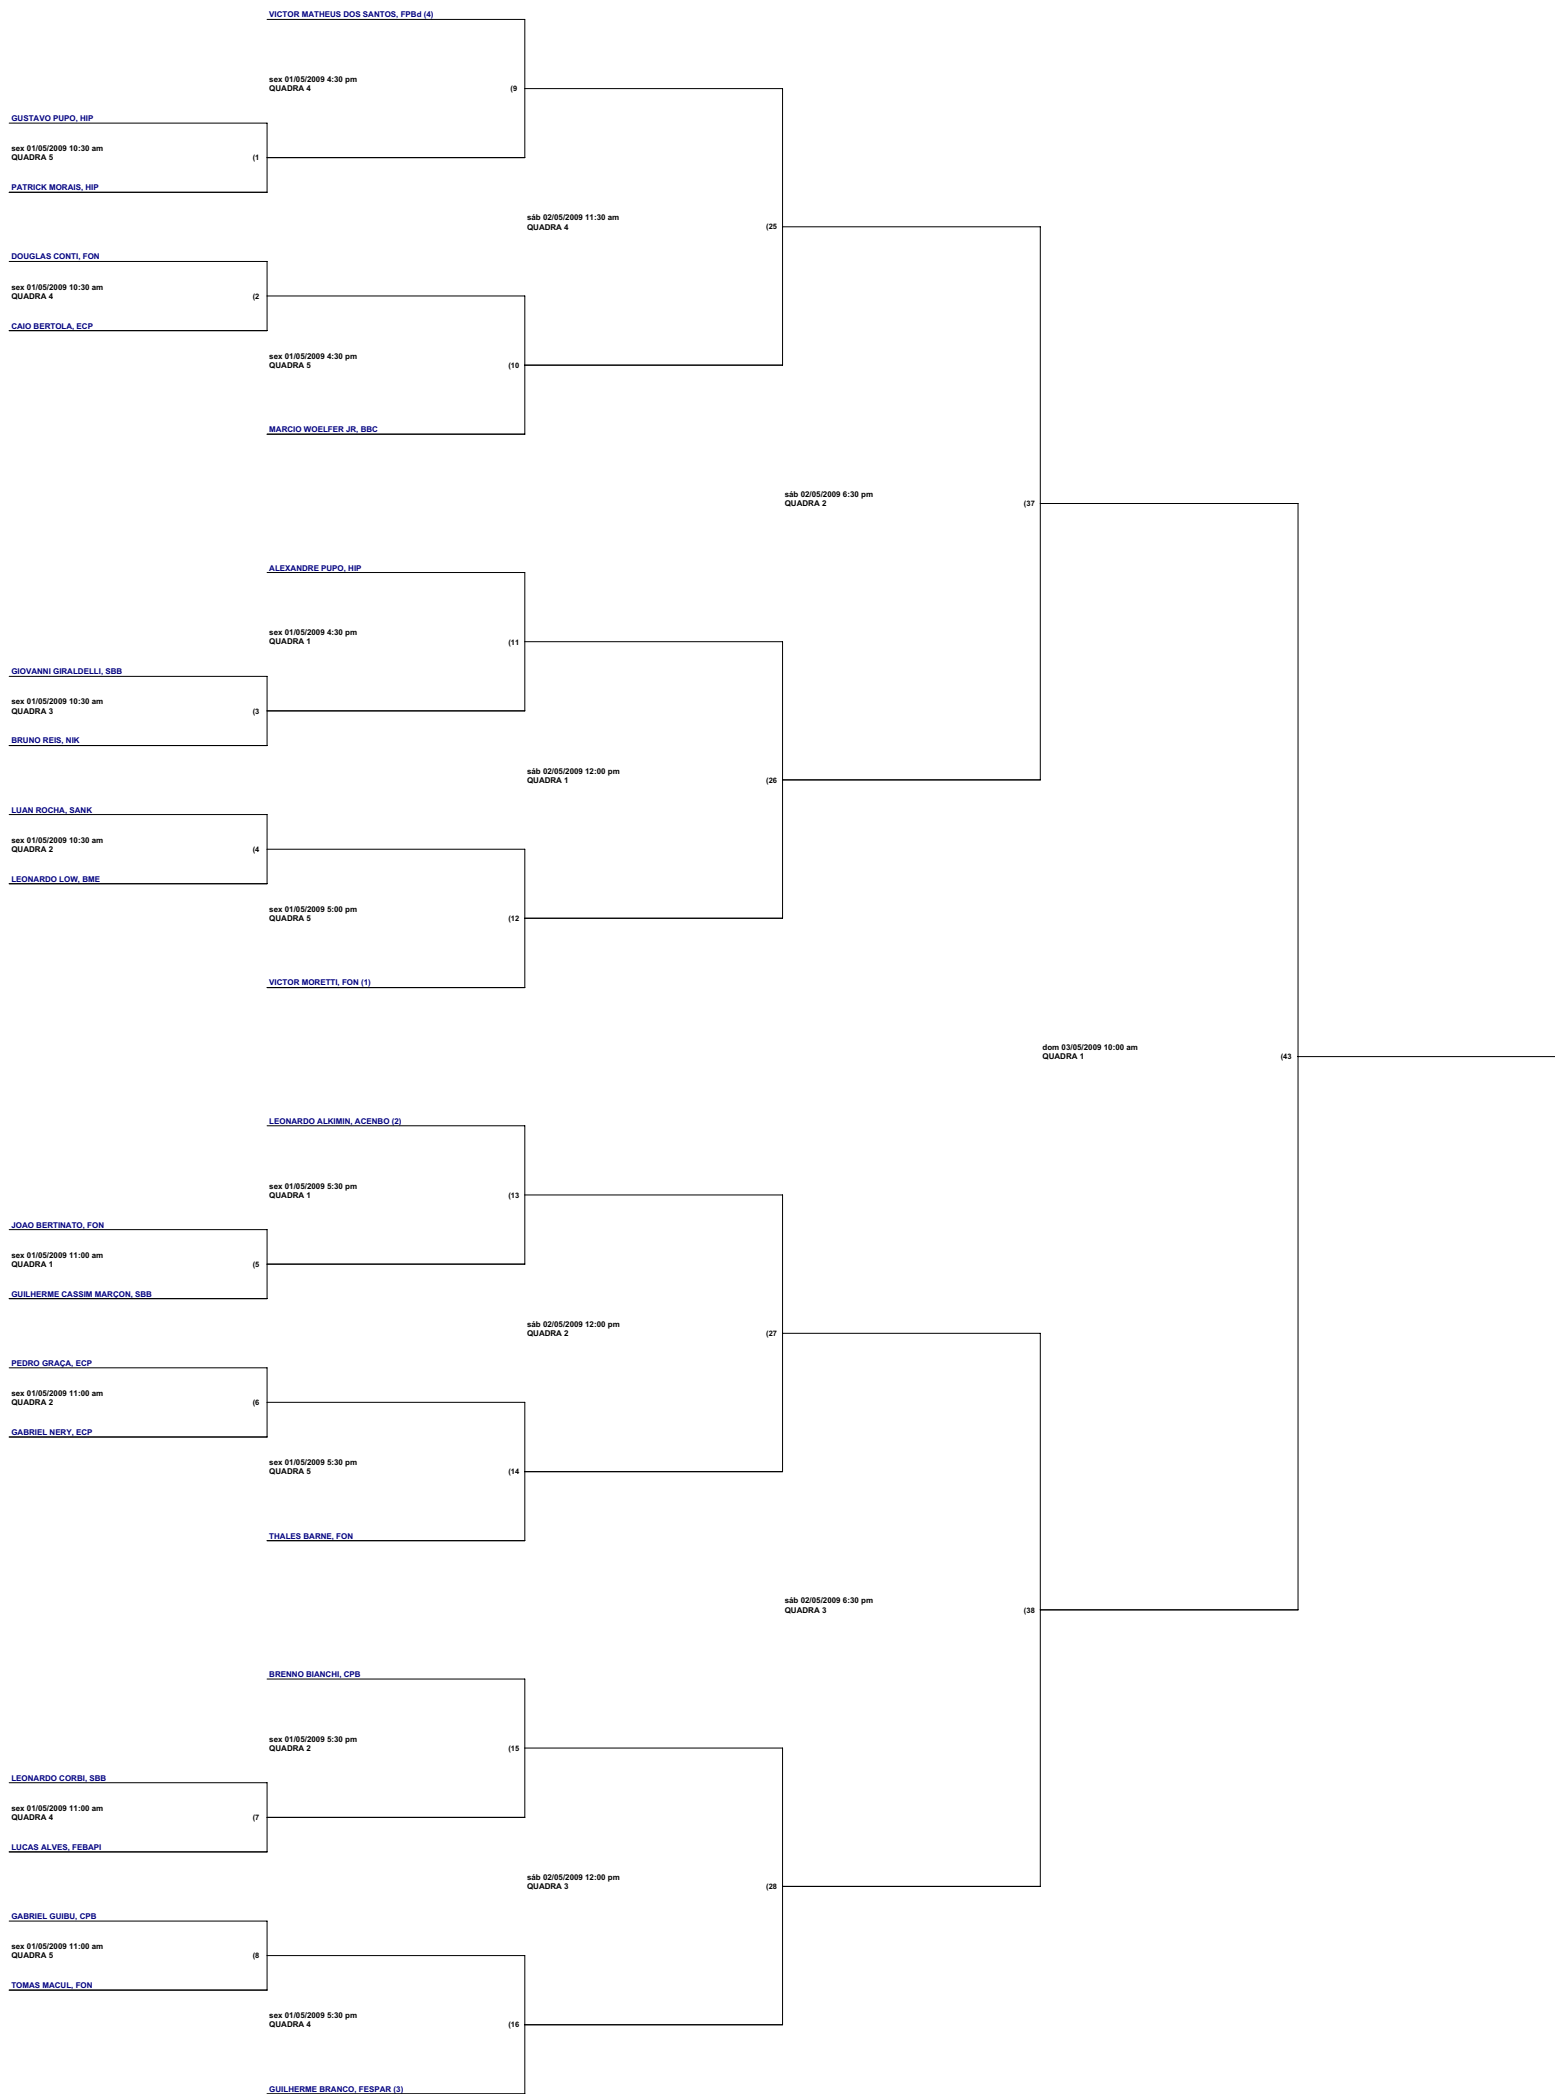 VICTOR MATHEUS DOS SANTOS, FPBd (4)
sex 01/05/2009 4:30 pm
QUADRA 4
(9
GUSTAVO PUPO, HIP
sex 01/05/2009 10:30 am
QUADRA 5
(1
PATRICK MORAIS, HIP
sáb 02/05/2009 11:30 am
QUADRA 4
(25
DOUGLAS CONTI, FON
sex 01/05/2009 10:30 am
QUADRA 4
(2
CAIO BERTOLA, ECP
sex 01/05/2009 4:30 pm
QUADRA 5
(10
MARCIO WOELFER JR, BBC
sáb 02/05/2009 6:30 pm
QUADRA 2
(37
ALEXANDRE PUPO, HIP
sex 01/05/2009 4:30 pm
QUADRA 1
(11
GIOVANNI GIRALDELLI, SBB
sex 01/05/2009 10:30 am
QUADRA 3
(3
BRUNO REIS, NIK
sáb 02/05/2009 12:00 pm
QUADRA 1
(26
LUAN ROCHA, SANK
sex 01/05/2009 10:30 am
QUADRA 2
(4
LEONARDO LOW, BME
sex 01/05/2009 5:00 pm
QUADRA 5
(12
VICTOR MORETTI, FON (1)
dom 03/05/2009 10:00 am
QUADRA 1
(43
LEONARDO ALKIMIN, ACENBO (2)
sex 01/05/2009 5:30 pm
QUADRA 1
(13
JOAO BERTINATO, FON
sex 01/05/2009 11:00 am
QUADRA 1
(5
GUILHERME CASSIM MARÇON, SBB
sáb 02/05/2009 12:00 pm
QUADRA 2
(27
PEDRO GRAÇA, ECP
sex 01/05/2009 11:00 am
QUADRA 2
(6
GABRIEL NERY, ECP
sex 01/05/2009 5:30 pm
QUADRA 5
(14
THALES BARNE, FON
sáb 02/05/2009 6:30 pm
QUADRA 3
(38
BRENNO BIANCHI, CPB
sex 01/05/2009 5:30 pm
QUADRA 2
(15
LEONARDO CORBI, SBB
sex 01/05/2009 11:00 am
QUADRA 4
(7
LUCAS ALVES, FEBAPI
sáb 02/05/2009 12:00 pm
QUADRA 3
(28
GABRIEL GUIBU, CPB
sex 01/05/2009 11:00 am
QUADRA 5
(8
TOMAS MACUL, FON
sex 01/05/2009 5:30 pm
QUADRA 4
(16
GUILHERME BRANCO, FESPAR (3)